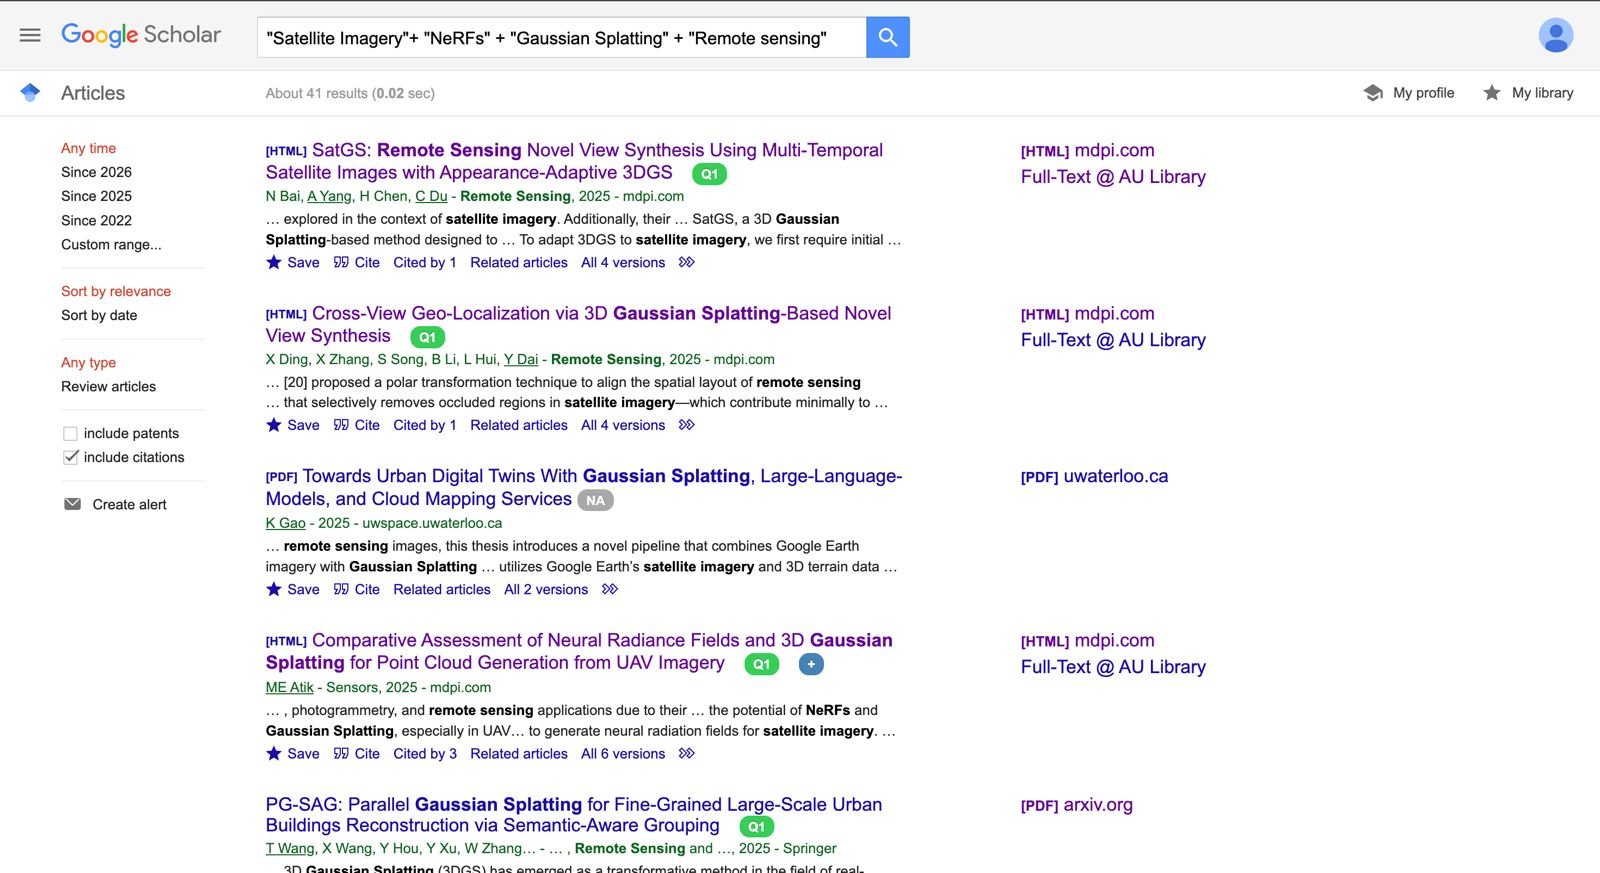 Google Scholar
"Satellite Imagery"+ "NeRFs" + "Gaussian Splatting" + "Remote sensing"
Articles
About 41 results (0.02 sec)
My profile
My library
Any time
Since 2026
Since 2025
Since 2022
Custom range...
Sort by relevance
Sort by date
Any type
Review articles
include patents
include citations
Create alert
[HTML] SatGS: Remote Sensing Novel View Synthesis Using Multi-Temporal
Satellite Images with Appearance-Adaptive 3DGS Q1
N Bai, A Yang, H Chen, C Du - Remote Sensing, 2025 - mdpi.com
… explored in the context of satellite imagery. Additionally, their … SatGS, a 3D Gaussian
Splatting-based method designed to … To adapt 3DGS to satellite imagery, we first require initial …
Save Cite Cited by 1 Related articles All 4 versions
[HTML] mdpi.com
Full-Text @ AU Library
[HTML] Cross-View Geo-Localization via 3D Gaussian Splatting-Based Novel
View Synthesis Q1
X Ding, X Zhang, S Song, B Li, L Hui, Y Dai - Remote Sensing, 2025 - mdpi.com
… [20] proposed a polar transformation technique to align the spatial layout of remote sensing
… that selectively removes occluded regions in satellite imagery—which contribute minimally to …
Save Cite Cited by 1 Related articles All 4 versions
[HTML] mdpi.com
Full-Text @ AU Library
[PDF] Towards Urban Digital Twins With Gaussian Splatting, Large-Language-
Models, and Cloud Mapping Services NA
K Gao - 2025 - uwspace.uwaterloo.ca
… remote sensing images, this thesis introduces a novel pipeline that combines Google Earth
imagery with Gaussian Splatting … utilizes Google Earth's satellite imagery and 3D terrain data …
Save Cite Related articles All 2 versions
[PDF] uwaterloo.ca
[HTML] Comparative Assessment of Neural Radiance Fields and 3D Gaussian
Splatting for Point Cloud Generation from UAV Imagery Q1 +
ME Atik - Sensors, 2025 - mdpi.com
… , photogrammetry, and remote sensing applications due to their … the potential of NeRFs and
Gaussian Splatting, especially in UAV… to generate neural radiation fields for satellite imagery. …
Save Cite Cited by 3 Related articles All 6 versions
[HTML] mdpi.com
Full-Text @ AU Library
PG-SAG: Parallel Gaussian Splatting for Fine-Grained Large-Scale Urban
Buildings Reconstruction via Semantic-Aware Grouping Q1
T Wang, X Wang, Y Hou, Y Xu, W Zhang… - … , Remote Sensing and …, 2025 - Springer
… 3D Gaussian Splatting (3DGS) has emerged as a transformative method in the field of real-
[PDF] arxiv.org